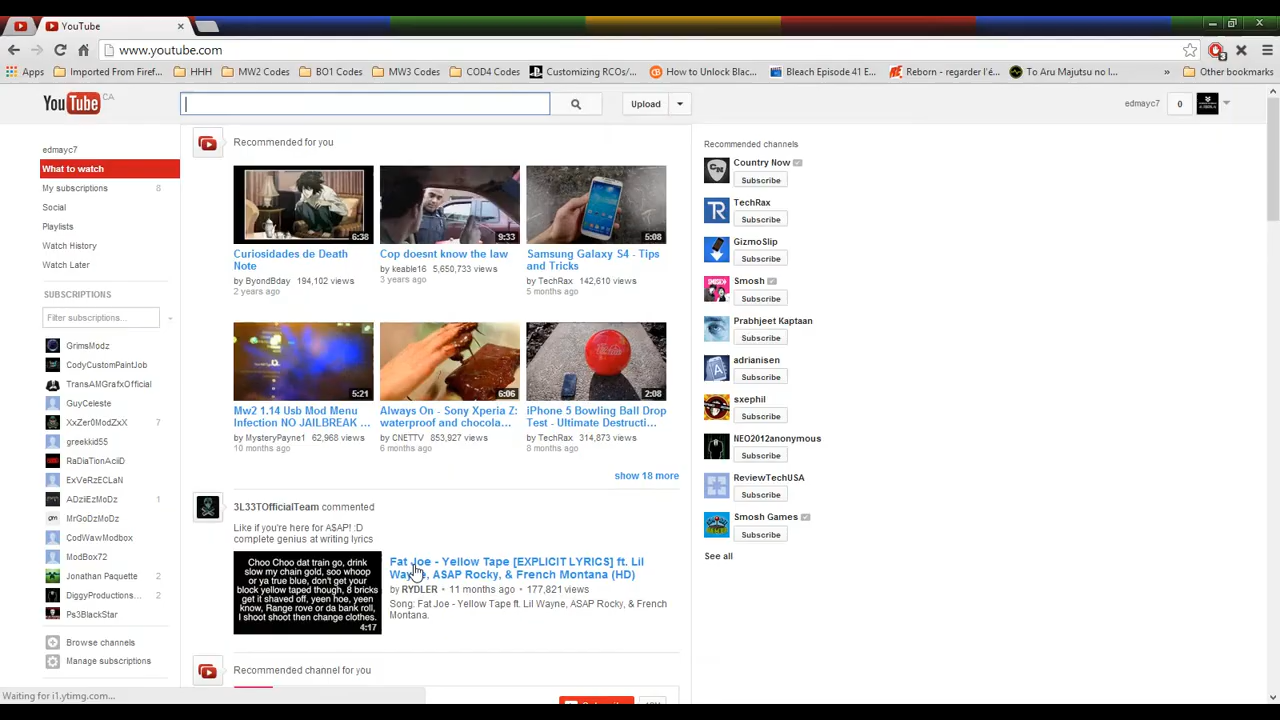 YouTube
www.youtube.com
Apps
Imported From Firef...
HHH
MW2 Codes
BO1 Codes
MW3 Codes
COD4 Codes
Customizing RCOs/...
How to Unlock Blac...
Bleach Episode 41 E...
Reborn - regarder l'é...
To Aru Majutsu no I...
»
Other bookmarks
YouTube CA
Upload
edmayc7
0
edmayc7
What to watch
My subscriptions 8
Social
Playlists
Watch History
Watch Later
SUBSCRIPTIONS
Filter subscriptions...
GrimsModz
CodyCustomPaintJob
TransAMGrafxOfficial
GuyCeleste
XxZer0ModZxX 7
greekkid55
RaDiaTionAciiD
ExVeRzECLaN
ADziiEzMoDz 1
MrGoDzMoDz
CodWawModbox
ModBox72
Jonathan Paquette 2
DiggyProductions... 2
Ps3BlackStar
Browse channels
Manage subscriptions
Waiting for i1.ytimg.com...
Recommended for you
6:38
Curiosidades de Death
Note
by ByondBday 194,102 views
2 years ago
9:33
Cop doesnt know the law
by keable16 5,650,733 views
3 years ago
5:08
Samsung Galaxy S4 - Tips
and Tricks
by TechRax 142,610 views
5 months ago
5:21
Mw2 1.14 Usb Mod Menu
Infection NO JAILBREAK ...
by MysteryPayne1 62,968 views
10 months ago
6:06
Always On - Sony Xperia Z:
waterproof and chocola...
by CNETTV 853,927 views
6 months ago
2:08
iPhone 5 Bowling Ball Drop
Test - Ultimate Destructi...
by TechRax 314,873 views
8 months ago
show 18 more
3L33TOfficialTeam commented
Like if you're here for A$AP! :D
complete genius at writing lyrics
Choo Choo dat train go, drink
slow my chain gold, soo whoop
or ya true blue, don't get your
block yellow taped though, 8 bricks
get it shaved off, yeen hoe, yeen
know, Range rove or da bank roll,
I shoot shoot then change clothes.
4:17
Fat Joe - Yellow Tape [EXPLICIT LYRICS] ft. Lil
Wayne, ASAP Rocky, & French Montana (HD)
by RYDLER • 11 months ago • 177,821 views
Song: Fat Joe - Yellow Tape ft. Lil Wayne, ASAP Rocky, & French
Montana.
Recommended channel for you
Recommended channels
Country Now
Subscribe
TechRax
Subscribe
GizmoSlip
Subscribe
Smosh
Subscribe
Prabhjeet Kaptaan
Subscribe
adrianisen
Subscribe
sxephil
Subscribe
NEO2012anonymous
Subscribe
ReviewTechUSA
Subscribe
Smosh Games
Subscribe
See all